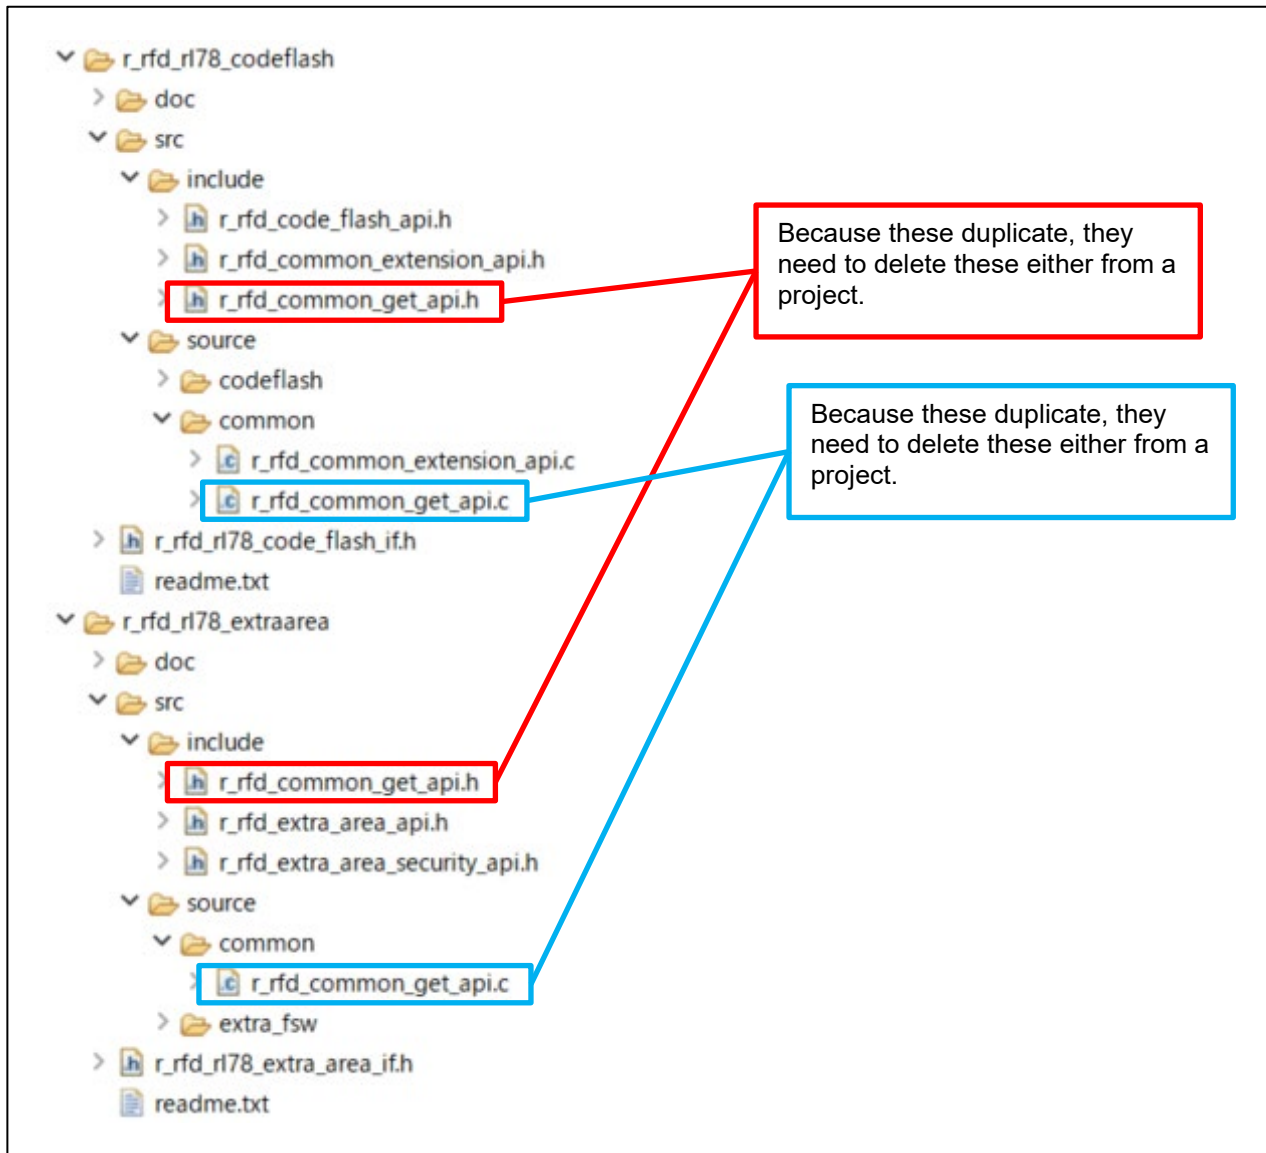 r_rfd_rl78_codeflash
doc
src
include
r_rfd_code_flash_api.h
r_rfd_common_extension_api.h
r_rfd_common_get_api.h
source
codeflash
common
r_rfd_common_extension_api.c
r_rfd_common_get_api.c
r_rfd_rl78_code_flash_if.h
readme.txt
r_rfd_rl78_extraarea
doc
src
include
r_rfd_common_get_api.h
r_rfd_extra_area_api.h
r_rfd_extra_area_security_api.h
source
common
r_rfd_common_get_api.c
extra_fsw
r_rfd_rl78_extra_area_if.h
readme.txt
Because these duplicate, they
need to delete these either from a
project.
Because these duplicate, they
need to delete these either from a
project.